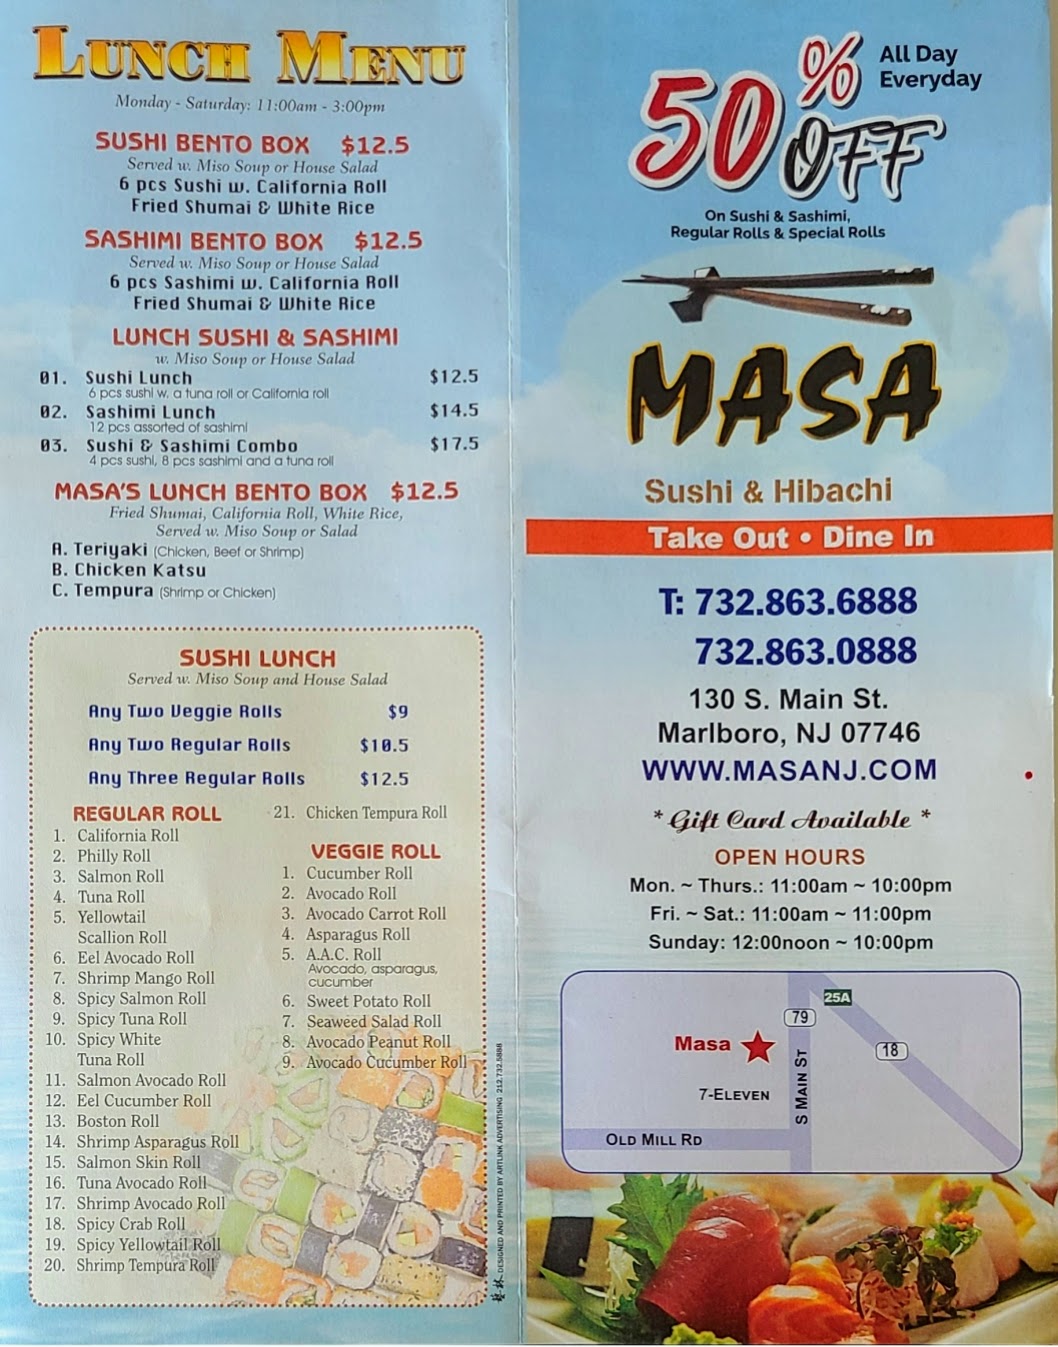 LUNCH MENU
Monday - Saturday: 11:00am - 3:00pm
SUSHI BENTO BOX $12.5
Served w. Miso Soup or House Salad
6 pcs Sushi w. California Roll
Fried Shumai & White Rice
SASHIMI BENTO BOX $12.5
Served w. Miso Soup or House Salad
6 pcs Sashimi w. California Roll
Fried Shumai & White Rice
LUNCH SUSHI & SASHIMI
w. Miso Soup or House Salad
01. Sushi Lunch $12.5
6 pcs sushi w. a tuna roll or California roll
02. Sashimi Lunch $14.5
12 pcs assorted of sashimi
03. Sushi & Sashimi Combo $17.5
4 pcs sushi, 8 pcs sashimi and a tuna roll
MASA'S LUNCH BENTO BOX $12.5
Fried Shumai, California Roll, White Rice,
Served w. Miso Soup or Salad
A. Teriyaki (Chicken, Beef or Shrimp)
B. Chicken Katsu
C. Tempura (Shrimp or Chicken)
SUSHI LUNCH
Served w. Miso Soup and House Salad
Any Two Veggie Rolls $9
Any Two Regular Rolls $10.5
Any Three Regular Rolls $12.5
REGULAR ROLL
1. California Roll
2. Philly Roll
3. Salmon Roll
4. Tuna Roll
5. Yellowtail
Scallion Roll
6. Eel Avocado Roll
7. Shrimp Mango Roll
8. Spicy Salmon Roll
9. Spicy Tuna Roll
10. Spicy White
Tuna Roll
11. Salmon Avocado Roll
12. Eel Cucumber Roll
13. Boston Roll
14. Shrimp Asparagus Roll
15. Salmon Skin Roll
16. Tuna Avocado Roll
17. Shrimp Avocado Roll
18. Spicy Crab Roll
19. Spicy Yellowtail Roll
20. Shrimp Tempura Roll
21. Chicken Tempura Roll
VEGGIE ROLL
1. Cucumber Roll
2. Avocado Roll
3. Avocado Carrot Roll
4. Asparagus Roll
5. A.A.C. Roll
Avocado, asparagus,
cucumber
6. Sweet Potato Roll
7. Seaweed Salad Roll
8. Avocado Peanut Roll
9. Avocado Cucumber Roll
藝林 DESIGNED AND PRINTED BY ARTLINK ADVERTISING 212.732.5888
50% OFF
All Day
Everyday
On Sushi & Sashimi,
Regular Rolls & Special Rolls
MASA
Sushi & Hibachi
Take Out • Dine In
T: 732.863.6888
732.863.0888
130 S. Main St.
Marlboro, NJ 07746
WWW.MASANJ.COM
* Gift Card Available *
OPEN HOURS
Mon. ~ Thurs.: 11:00am ~ 10:00pm
Fri. ~ Sat.: 11:00am ~ 11:00pm
Sunday: 12:00noon ~ 10:00pm
25A
79
Masa
18
7-ELEVEN
S MAIN ST
OLD MILL RD